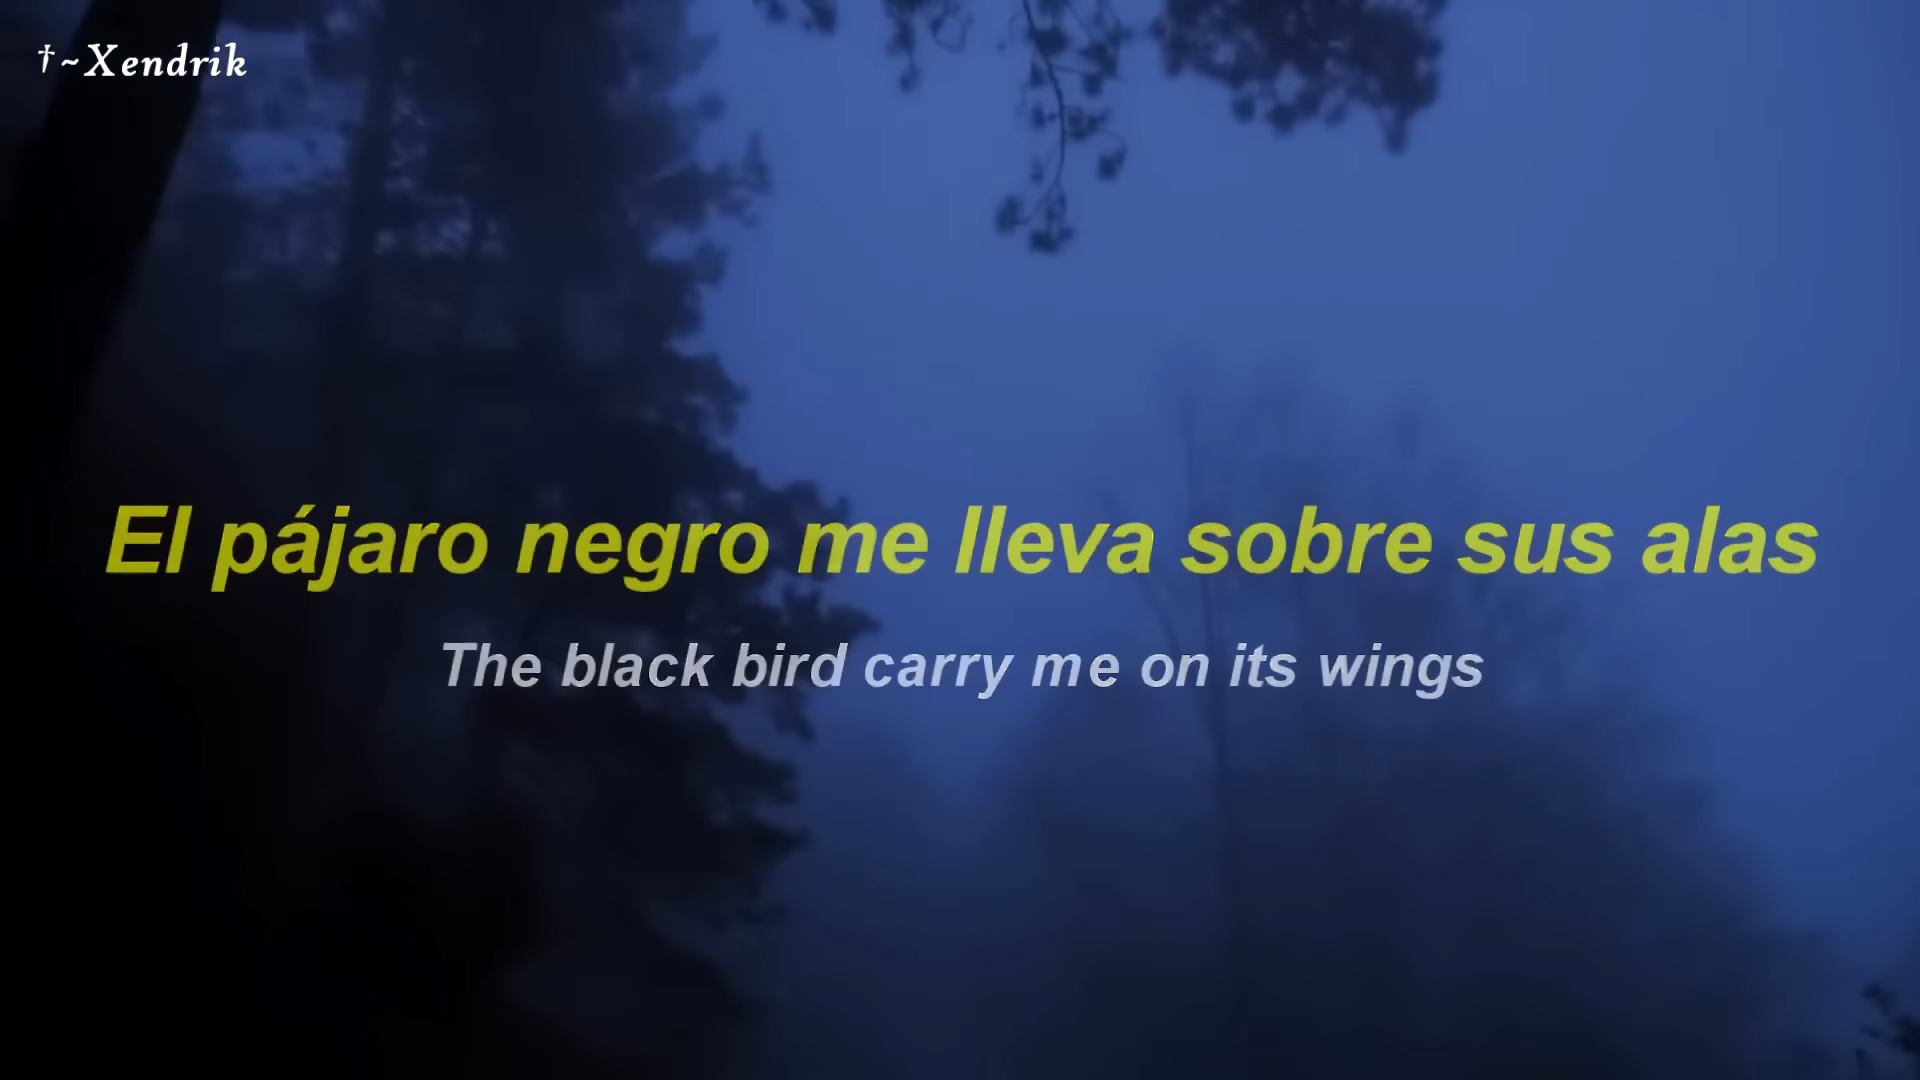 †~Xendrik
El pájaro negro me lleva sobre sus alas
The black bird carry me on its wings